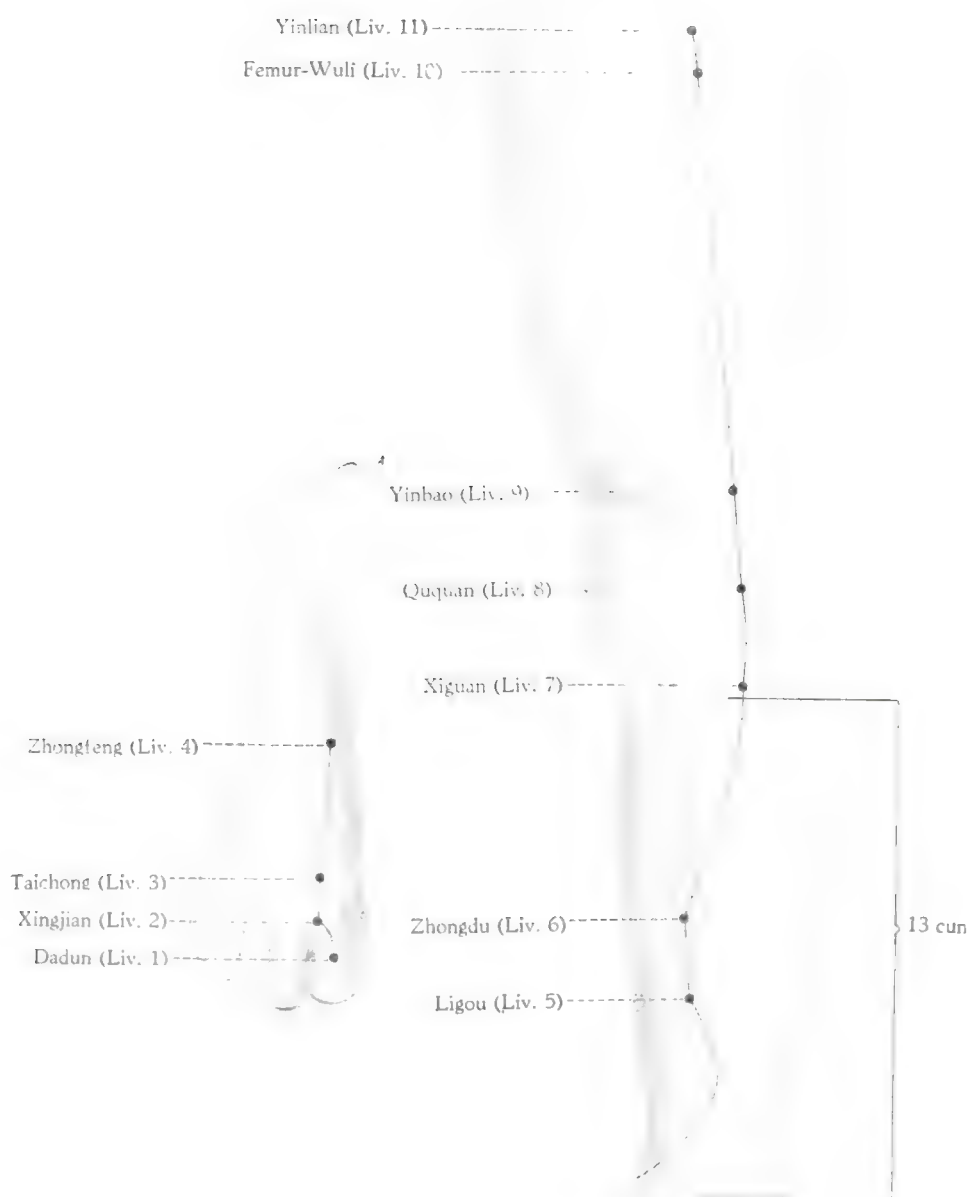 Yinlian (Liv. 11)
Femur-Wuli (Liv. 10)
Yinbao (Liv. 9)
Ququan (Liv. 8)
Xiguan (Liv. 7)
Zhongfeng (Liv. 4)
Taichong (Liv. 3)
Xingjian (Liv. 2)
Zhongdu (Liv. 6)
13 cun
Dadun (Liv. 1)
Ligou (Liv. 5)